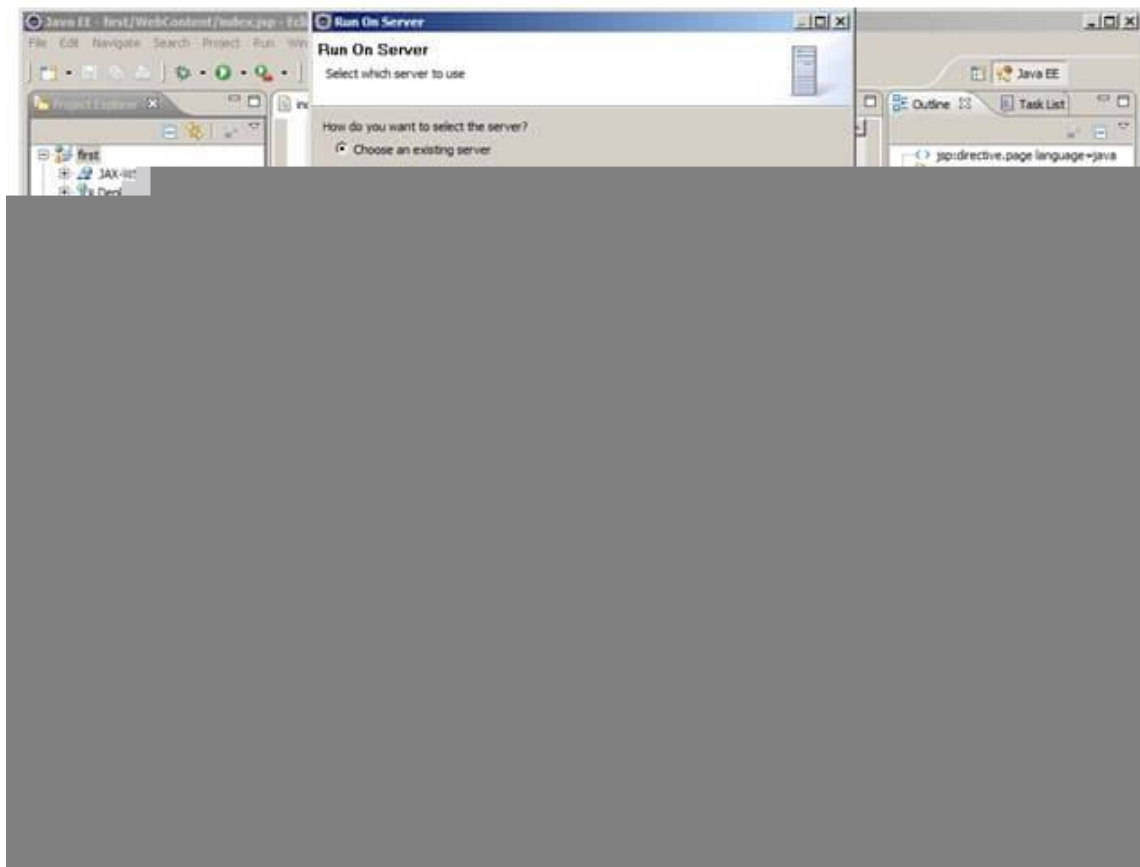 Java EE - first/WebContent/index.jsp - Ecli
Run On Server
File Edit Navigate Search Project Run Win
Run On Server
Select which server to use
Java EE
Project Explorer
Outline
Task List
How do you want to select the server?
Choose an existing server
first
jsp:directive.page language=java